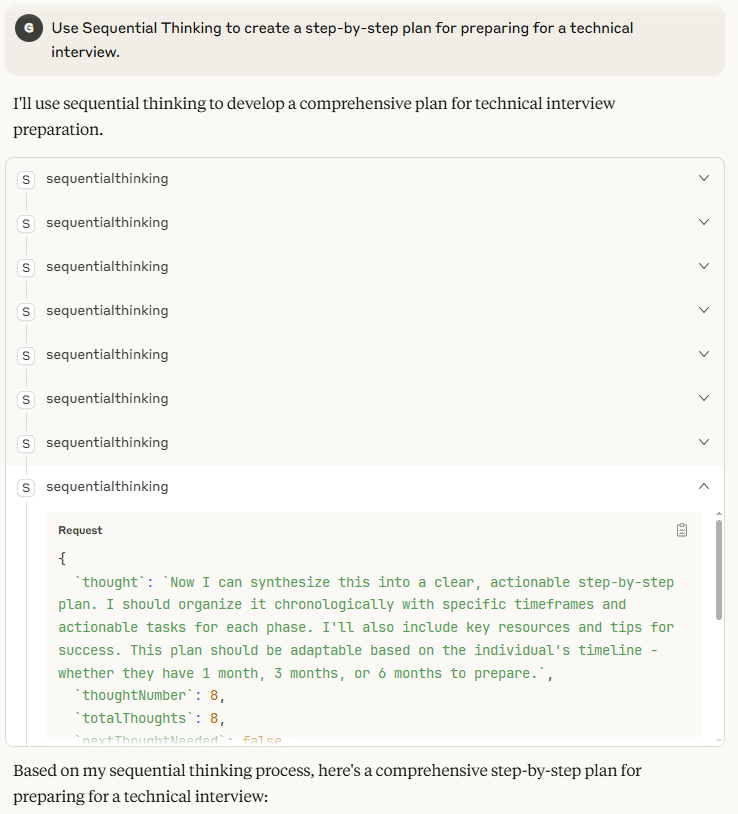 G
Use Sequential Thinking to create a step-by-step plan for preparing for a technical
interview.
I'll use sequential thinking to develop a comprehensive plan for technical interview
preparation.
S sequentialthinking
S sequentialthinking
S sequentialthinking
S sequentialthinking
S sequentialthinking
S sequentialthinking
S sequentialthinking
S sequentialthinking
Request
{
`thought`: `Now I can synthesize this into a clear, actionable step-by-step
plan. I should organize it chronologically with specific timeframes and
actionable tasks for each phase. I'll also include key resources and tips for
success. This plan should be adaptable based on the individual's timeline -
whether they have 1 month, 3 months, or 6 months to prepare.`,
`thoughtNumber`: 8,
`totalThoughts`: 8,
`nextThoughtNeeded`: false
Based on my sequential thinking process, here's a comprehensive step-by-step plan for
preparing for a technical interview: